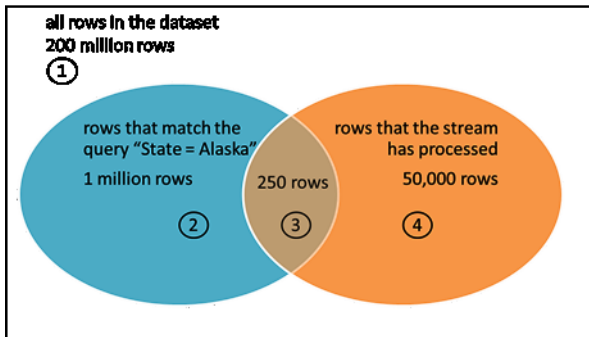 all rows in the dataset
200 million rows
1
rows that match the
query “State = Alaska”
1 million rows
2
250 rows
3
rows that the stream
has processed
50,000 rows
4